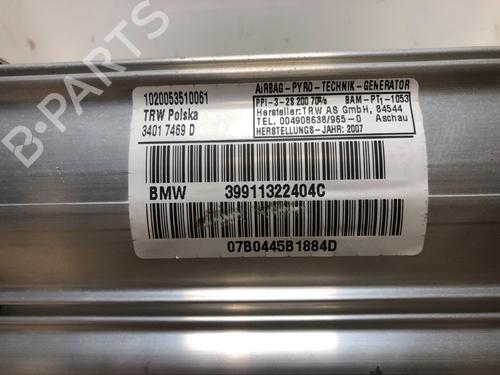 1020053510061
TRW Polska
3401 7469 D
AIRBAG-PYRO-TECHNIK-GENERATOR
PPI-3-28 200 70%
BAM-PT1-1053
Hersteller:TRW AS GmbH, 84544
TEL. 004908638/965-0 Aschau
HERSTELLUNGS-JAHR: 2007
BMW 39911322404C
07B0445B1884D
B-PARTS